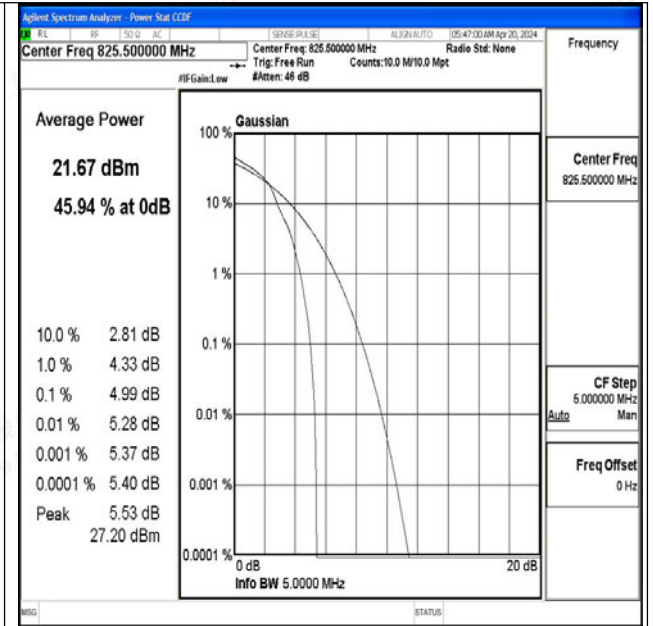 Agilent Spectrum Analyzer - Power Stat CCDF
RL RF 50 Ω AC SENSE:PULSE ALIGN AUTO 05:47:00 AM Apr 20, 2024
Center Freq 825.500000 MHz
Center Freq: 825.500000 MHz Radio Std: None
Trig: Free Run Counts:10.0 M/10.0 Mpt
#IFGain:Low #Atten: 46 dB
Frequency
Average Power
21.67 dBm
45.94 % at 0dB
10.0 % 2.81 dB
1.0 % 4.33 dB
0.1 % 4.99 dB
0.01 % 5.28 dB
0.001 % 5.37 dB
0.0001 % 5.40 dB
Peak 5.53 dB
27.20 dBm
Gaussian
100 %
10 %
1 %
0.1 %
0.01 %
0.001 %
0.0001 %
0 dB 20 dB
Info BW 5.0000 MHz
Center Freq
825.500000 MHz
CF Step
5.000000 MHz
Auto Man
Freq Offset
0 Hz
MSG STATUS